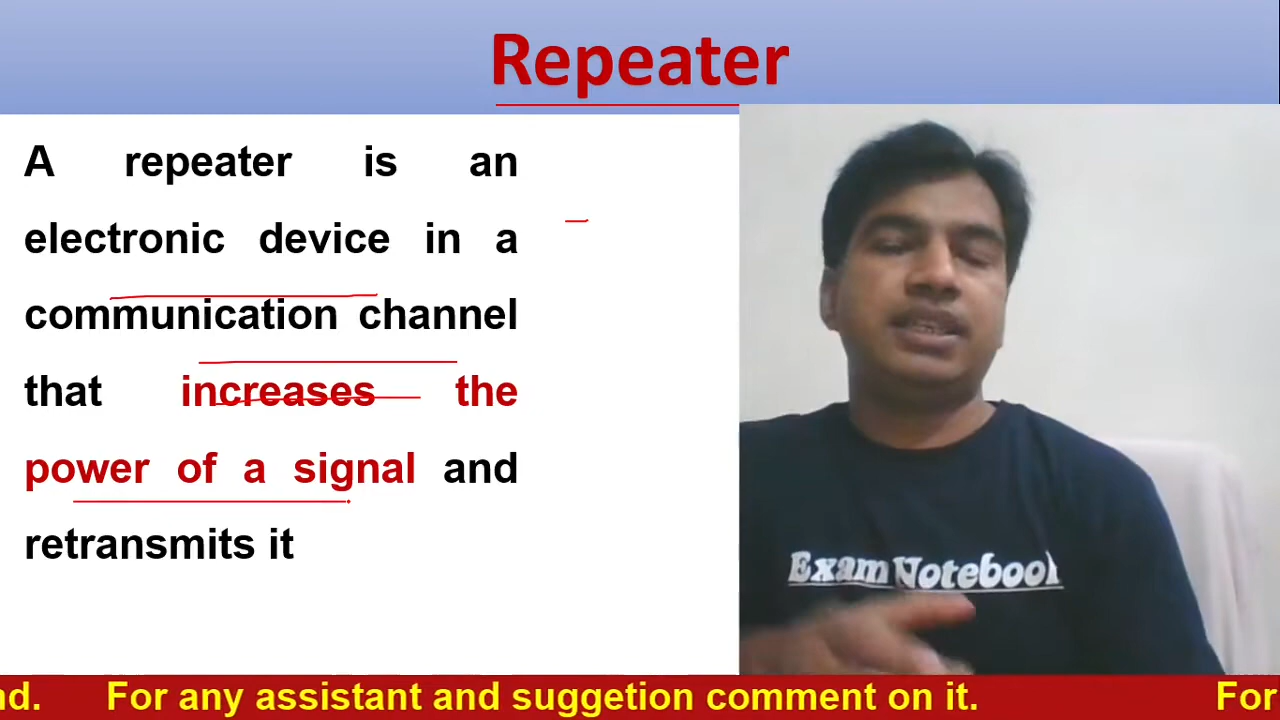 Repeater
A repeater is an
electronic device in a
communication channel
that increases the
power of a signal and
retransmits it
Exam Notebook
nd. For any assistant and suggetion comment on it. For